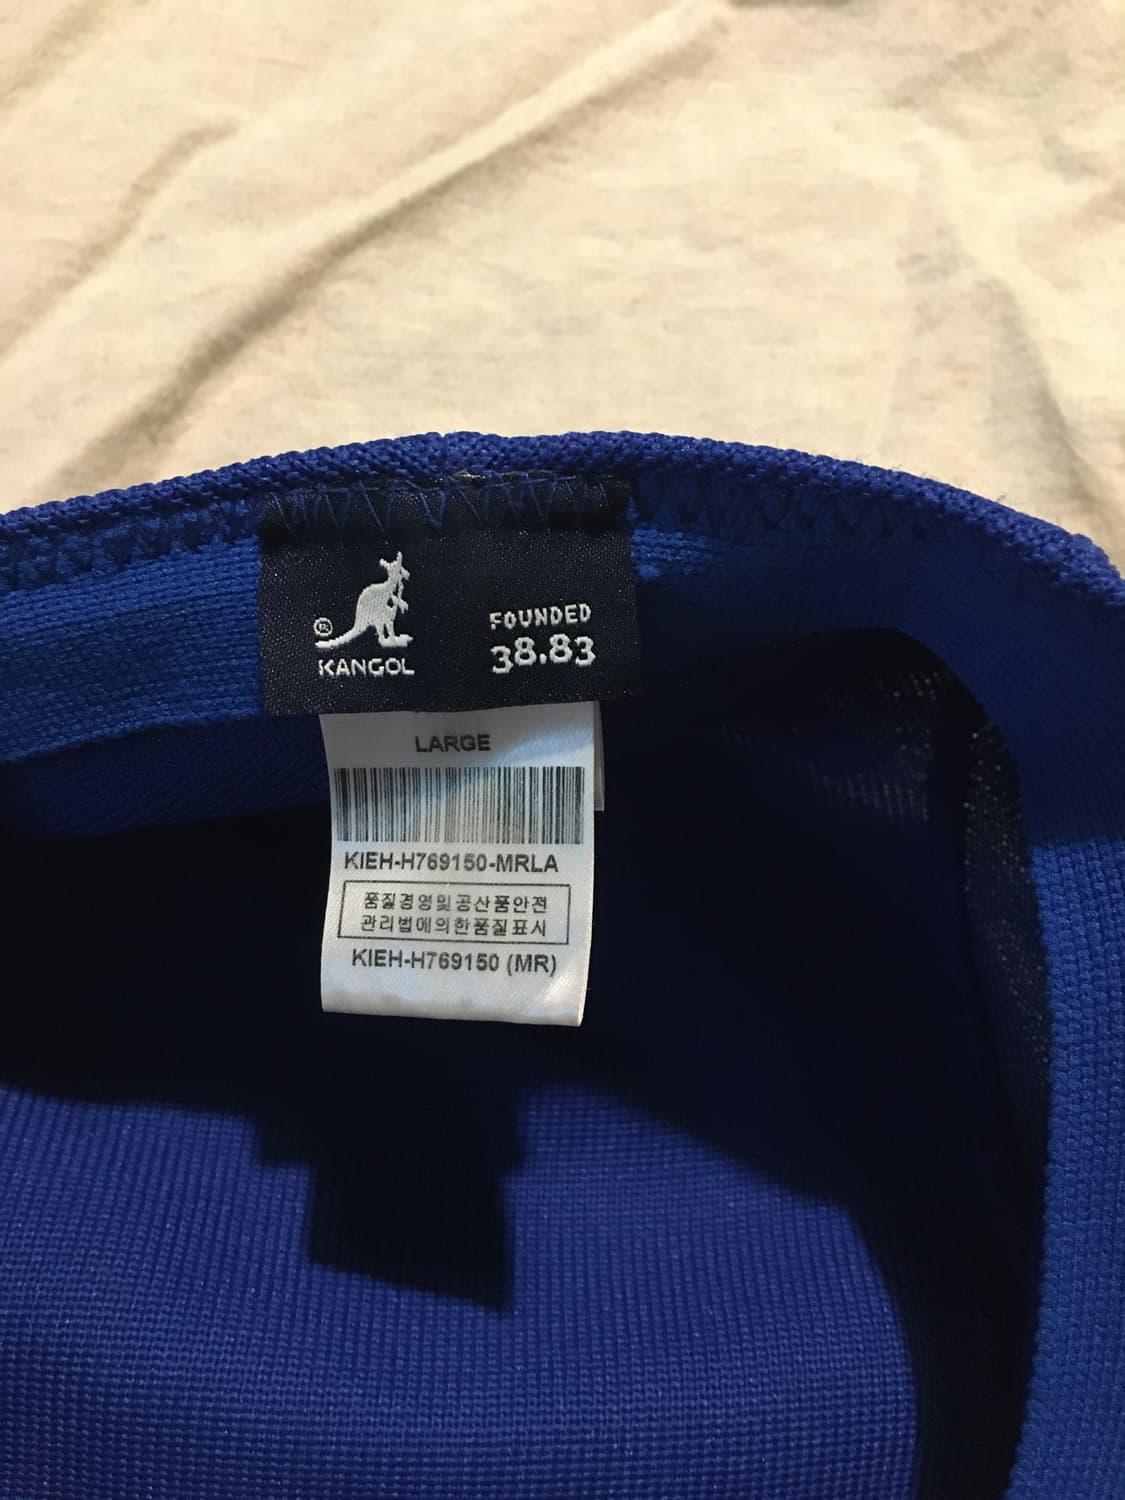 ®
KANGOL
FOUNDED
38.83
LARGE
KIEH-H769150-MRLA
품질경영및공산품안전
관리법에의한품질표시
KIEH-H769150 (MR)